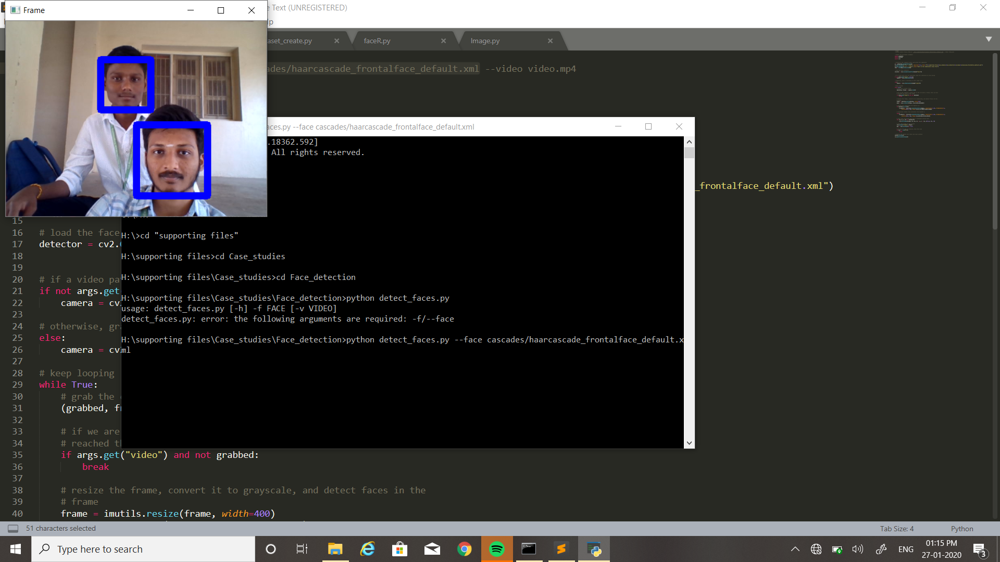 Frame
e Text (UNREGISTERED)
lp
aset_create.py
faceR.py
Image.py
ades/haarcascade_frontalface_default.xml --video video.mp4
aces.py --face cascades/haarcascade_frontalface_default.xml
.18362.592]
All rights reserved.
_frontalface_default.xml")
H:\>cd "supporting files"
H:\supporting files>cd Case_studies
H:\supporting files\Case_studies>cd Face_detection
H:\supporting files\Case_studies\Face_detection>python detect_faces.py
usage: detect_faces.py [-h] -f FACE [-v VIDEO]
detect_faces.py: error: the following arguments are required: -f/--face
H:\supporting files\Case_studies\Face_detection>python detect_faces.py --face cascades/haarcascade_frontalface_default.x
ml
15
16 # load the face
17 detector = cv2.
18
19
20 # if a video pa
21 if not args.get
22 camera = cv
23
24 # otherwise, gr
25 else:
26 camera = cv
27
28 # keep looping
29 while True:
30 # grab the
31 (grabbed, f
32
33 # if we are
34 # reached t
35 if args.get("video") and not grabbed:
36 break
37
38 # resize the frame, convert it to grayscale, and detect faces in the
39 # frame
40 frame = imutils.resize(frame, width=400)
51 characters selected
Tab Size: 4
Python
Type here to search
ENG
01:15 PM
27-01-2020
3